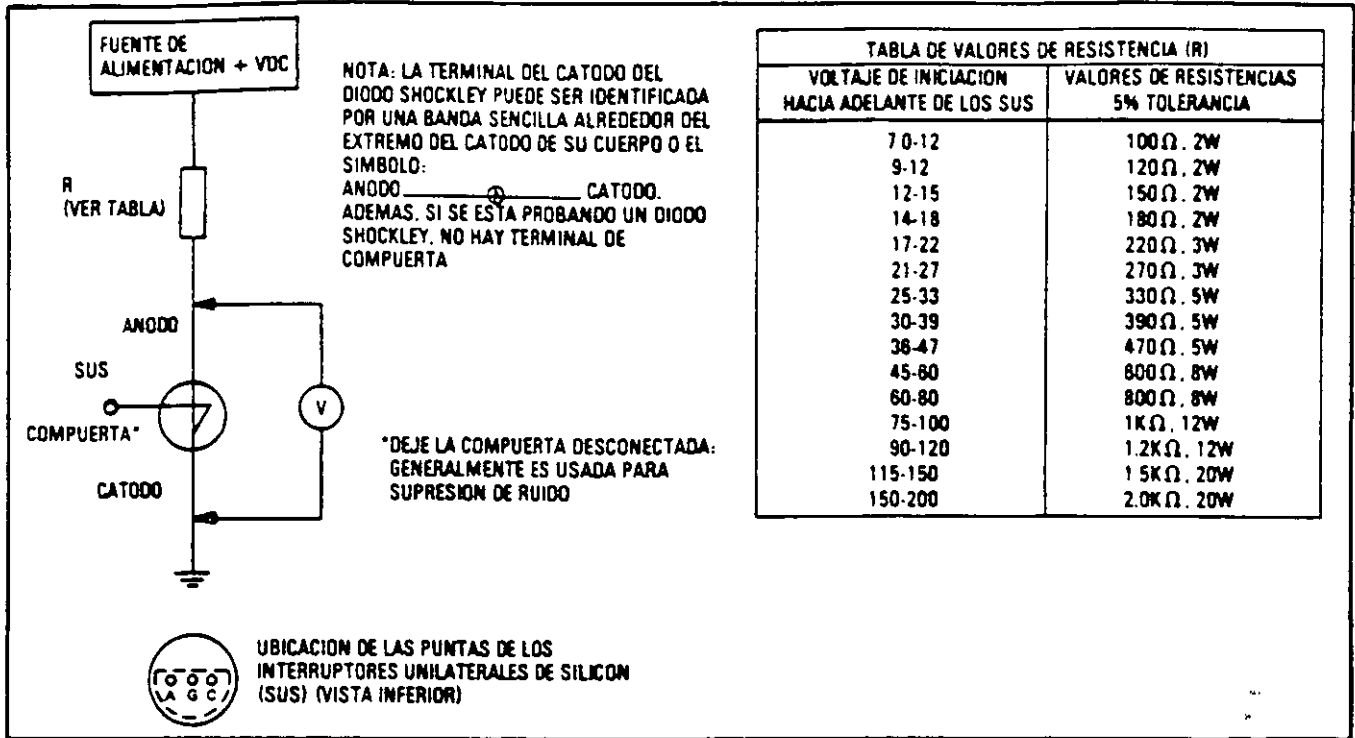 FUENTE DE
ALIMENTACION + VDC
R
(VER TABLA)
ANODO
SUS
COMPUERTA*
CATODO
V
NOTA: LA TERMINAL DEL CATODO DEL
DIODO SHOCKLEY PUEDE SER IDENTIFICADA
POR UNA BANDA SENCILLA ALREDEDOR DEL
EXTREMO DEL CATODO DE SU CUERPO O EL
SIMBOLO:
ANODO CATODO.
ADEMAS, SI SE ESTA PROBANDO UN DIODO
SHOCKLEY, NO HAY TERMINAL DE
COMPUERTA
*DEJE LA COMPUERTA DESCONECTADA:
GENERALMENTE ES USADA PARA
SUPRESION DE RUIDO
A G C
UBICACION DE LAS PUNTAS DE LOS
INTERRUPTORES UNILATERALES DE SILICON
(SUS) (VISTA INFERIOR)
TABLA DE VALORES DE RESISTENCIA (R)
VOLTAJE DE INICIACION HACIA ADELANTE DE LOS SUS
VALORES DE RESISTENCIAS 5% TOLERANCIA
7 0-12 100Ω, 2W
9-12 120Ω, 2W
12-15 150Ω, 2W
14-18 180Ω, 2W
17-22 220Ω, 3W
21-27 270Ω, 3W
25-33 330Ω, 5W
30-39 390Ω, 5W
36-47 470Ω, 5W
45-60 600Ω, 8W
60-80 800Ω, 8W
75-100 1KΩ, 12W
90-120 1.2KΩ, 12W
115-150 1 5KΩ, 20W
150-200 2.0KΩ, 20W